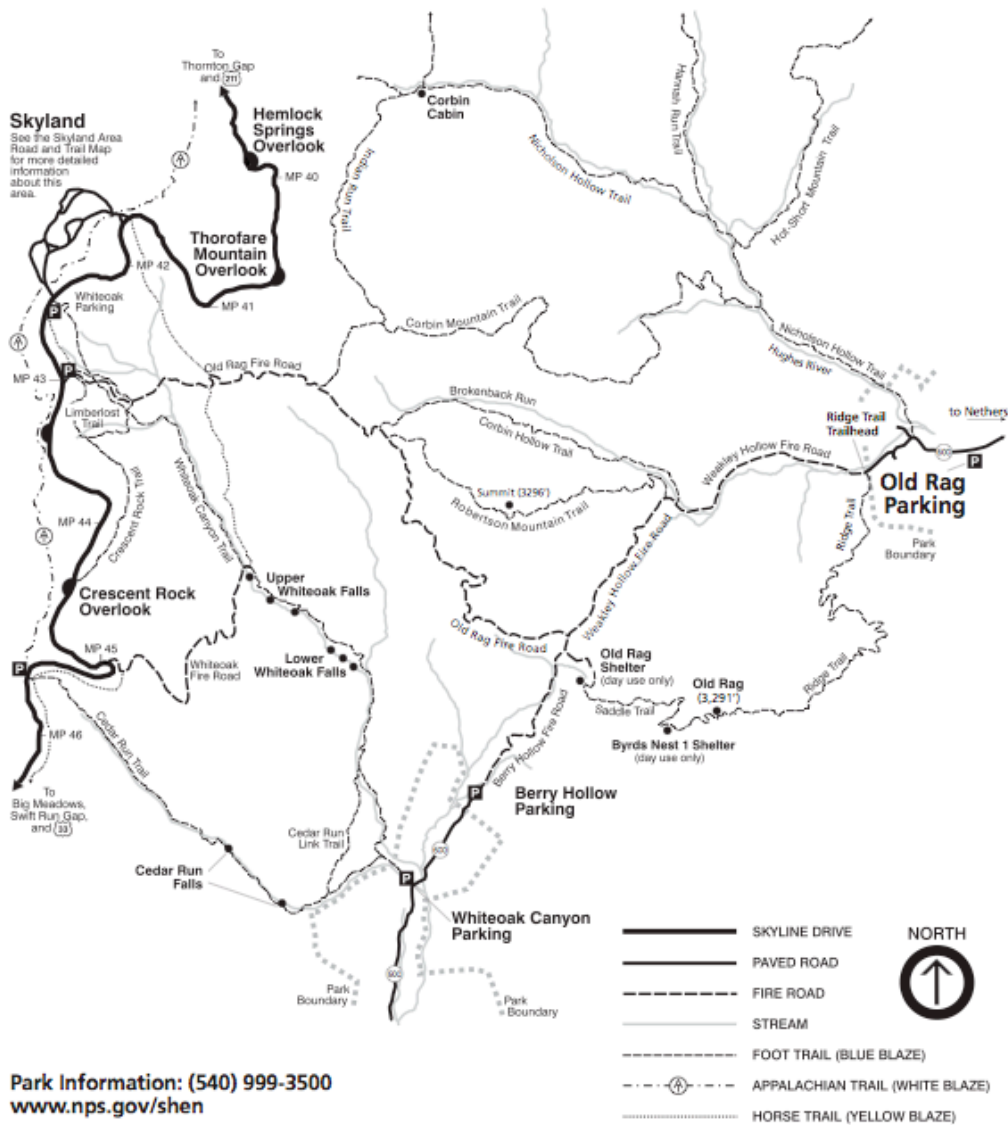 To
Thornton Gap
and 211
Skyland
See the Skyland Area
Road and Trail Map
for more detailed
information
about this
area.
Hemlock
Springs
Overlook
MP 40
Corbin
Cabin
Indian Run Trail
Nicholson Hollow Trail
Hannah Run Trail
Hot-Short Mountain Trail
Thorofare
Mountain
Overlook
MP 42
MP 41
Whiteoak
Parking
P
Corbin Mountain Trail
Nicholson Hollow Trail
Hughes River
MP 43
P
Old Rag Fire Road
Limberlost
Trail
Brokenback Run
Corbin Hollow Trail
Ridge Trail
Trailhead
to Nethers
600
P
Old Rag
Parking
Weakley Hollow Fire Road
Summit (3296')
Robertson Mountain Trail
Whiteoak Canyon Trail
Crescent Rock Trail
MP 44
Ridge Trail
Park
Boundary
Crescent Rock
Overlook
Upper
Whiteoak Falls
Weakley Hollow Fire Road
MP 45
P
Whiteoak
Fire Road
Lower
Whiteoak Falls
Old Rag Fire Road
Old Rag
Shelter
(day use only)
Old Rag
(3,291')
Ridge Trail
Saddle Trail
Byrds Nest 1 Shelter
(day use only)
MP 46
Cedar Run Trail
Berry Hollow Fire Road
P
Berry Hollow
Parking
To
Big Meadows,
Swift Run Gap,
and 33
Cedar Run
Link Trail
600
Cedar Run
Falls
P
Whiteoak Canyon
Parking
600
Park
Boundary
Park
Boundary
SKYLINE DRIVE
PAVED ROAD
FIRE ROAD
STREAM
FOOT TRAIL (BLUE BLAZE)
APPALACHIAN TRAIL (WHITE BLAZE)
HORSE TRAIL (YELLOW BLAZE)
NORTH
Park Information: (540) 999-3500
www.nps.gov/shen